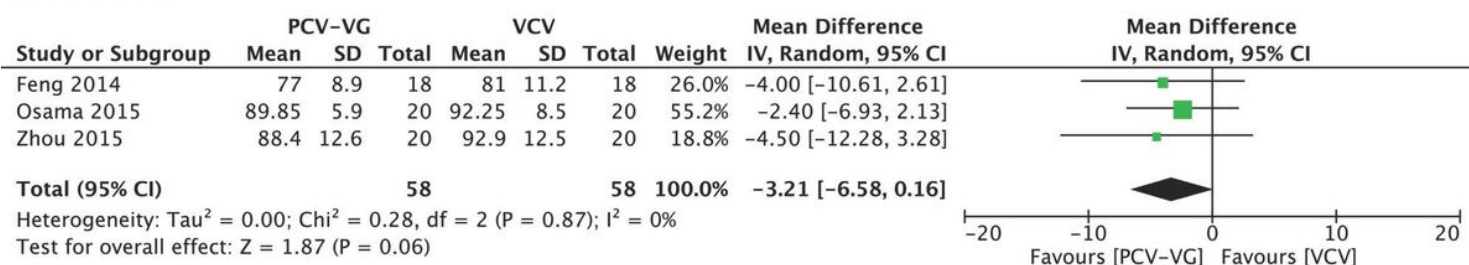 PCV−VG VCV Mean Difference Mean Difference
Study or Subgroup Mean SD Total Mean SD Total Weight IV, Random, 95% CI IV, Random, 95% CI
Feng 2014 77 8.9 18 81 11.2 18 26.0% −4.00 [−10.61, 2.61]
Osama 2015 89.85 5.9 20 92.25 8.5 20 55.2% −2.40 [−6.93, 2.13]
Zhou 2015 88.4 12.6 20 92.9 12.5 20 18.8% −4.50 [−12.28, 3.28]
Total (95% CI) 58 58 100.0% −3.21 [−6.58, 0.16]
Heterogeneity: Tau² = 0.00; Chi² = 0.28, df = 2 (P = 0.87); I² = 0%
Test for overall effect: Z = 1.87 (P = 0.06)
−20 −10 0 10 20
Favours [PCV−VG] Favours [VCV]